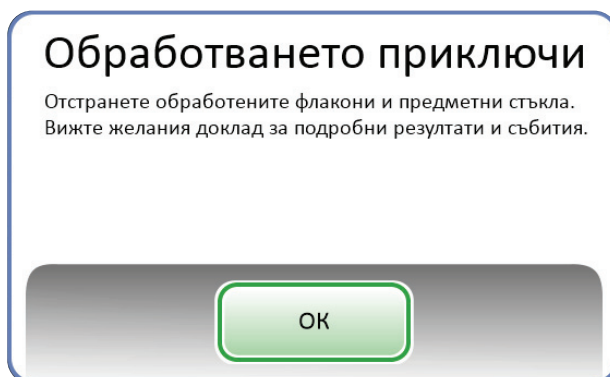 Обработването приключи
Отстранете обработените флакони и предметни стъкла.
Вижте желания доклад за подробни резултати и събития.
ОК